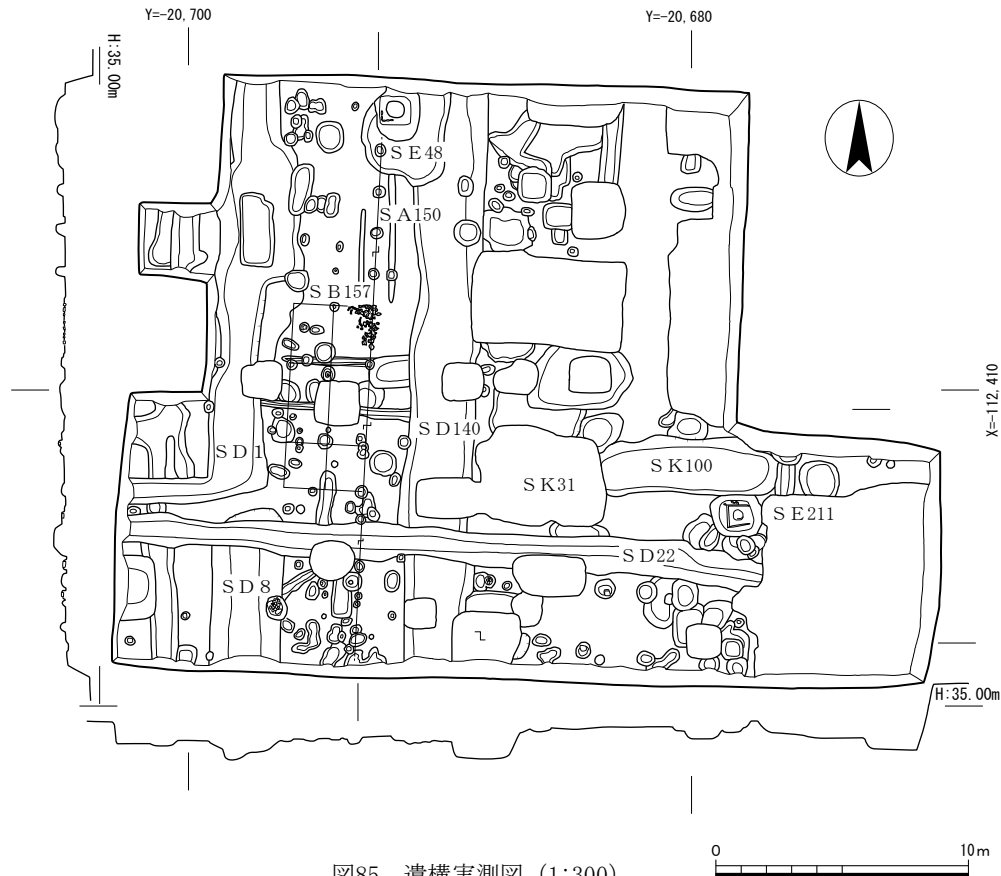 Y=-20,700
Y=-20,680
H:35.00m
SE48
SA150
SB157
X=-112,410
SD1
SD140
SK31
SK100
SE211
SD22
SD8
H:35.00m
図85 遺構実測図 (1:300)
0
10m